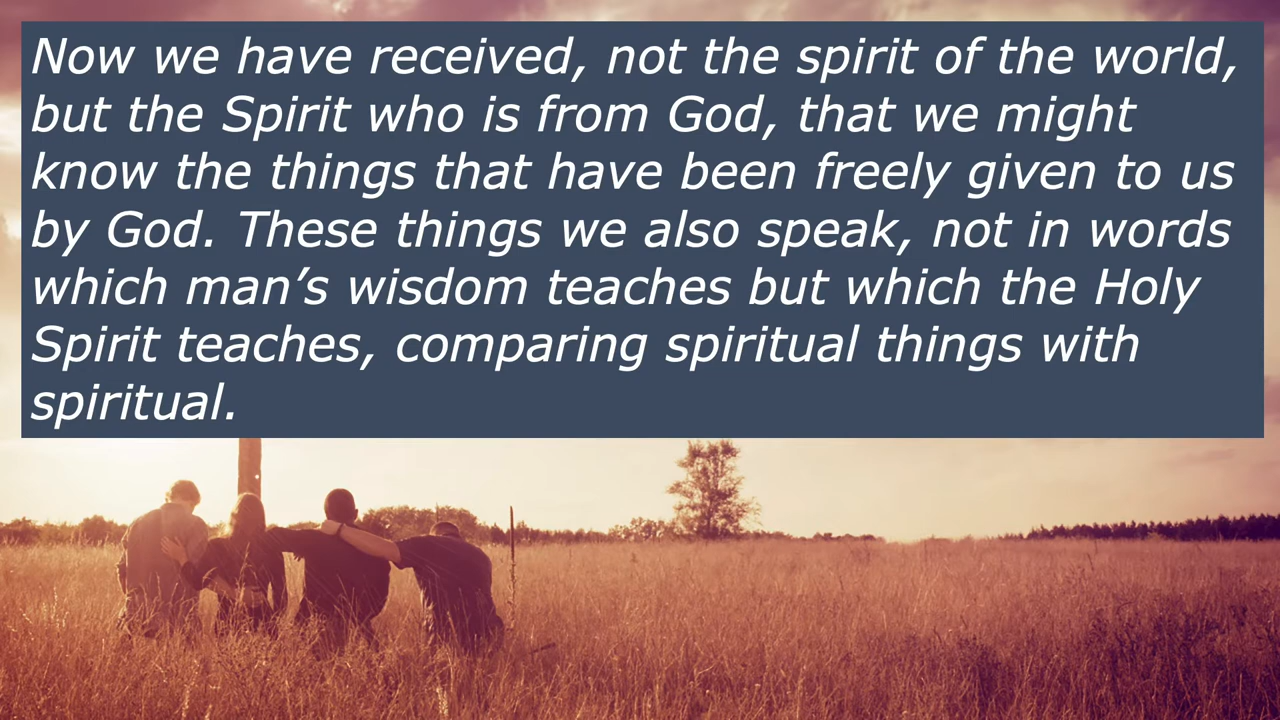 Now we have received, not the spirit of the world,
but the Spirit who is from God, that we might
know the things that have been freely given to us
by God. These things we also speak, not in words
which man’s wisdom teaches but which the Holy
Spirit teaches, comparing spiritual things with
spiritual.